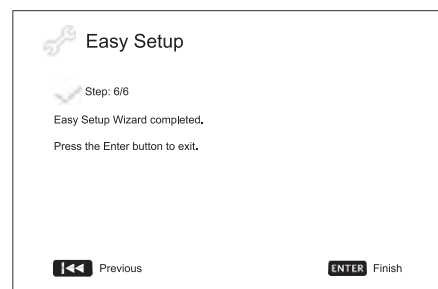 Easy Setup
Step: 6/6
Easy Setup Wizard completed.
Press the Enter button to exit.
Previous
ENTER Finish